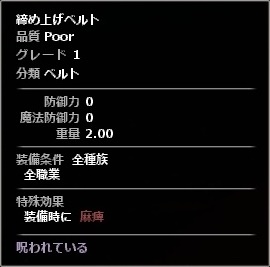 締め上げベルト
品質 Poor
グレード 1
分類 ベルト
防御力 0
魔法防御力 0
重量 2.00
装備条件 全種族
全職業
特殊効果
装備時に 麻痺
呪われている